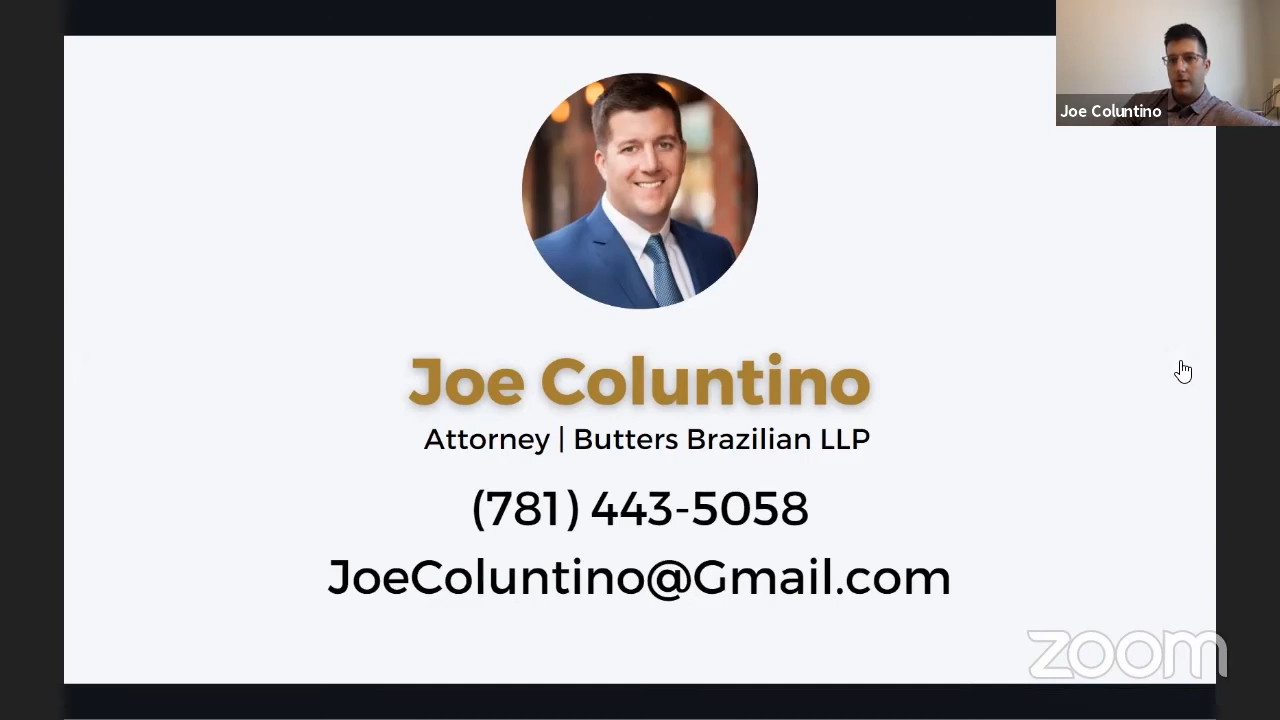 Joe Coluntino
Joe Coluntino
Attorney | Butters Brazilian LLP
(781) 443-5058
JoeColuntino@Gmail.com
zoom